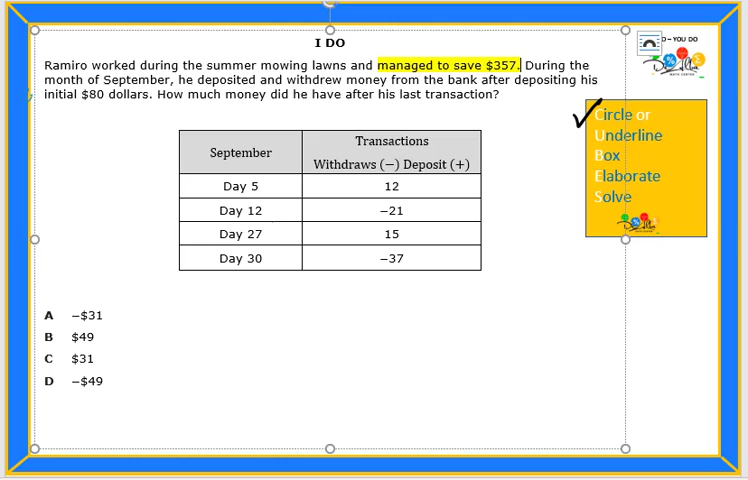 I DO
D – YOU DO
Ramiro worked during the summer mowing lawns and managed to save $357. During the
month of September, he deposited and withdrew money from the bank after depositing his
initial $80 dollars. How much money did he have after his last transaction?
Circle or
Underline
Box
Elaborate
Solve
September
Transactions
Withdraws (−) Deposit (+)
Day 5 12
Day 12 −21
Day 27 15
Day 30 −37
A −$31
B $49
C $31
D −$49